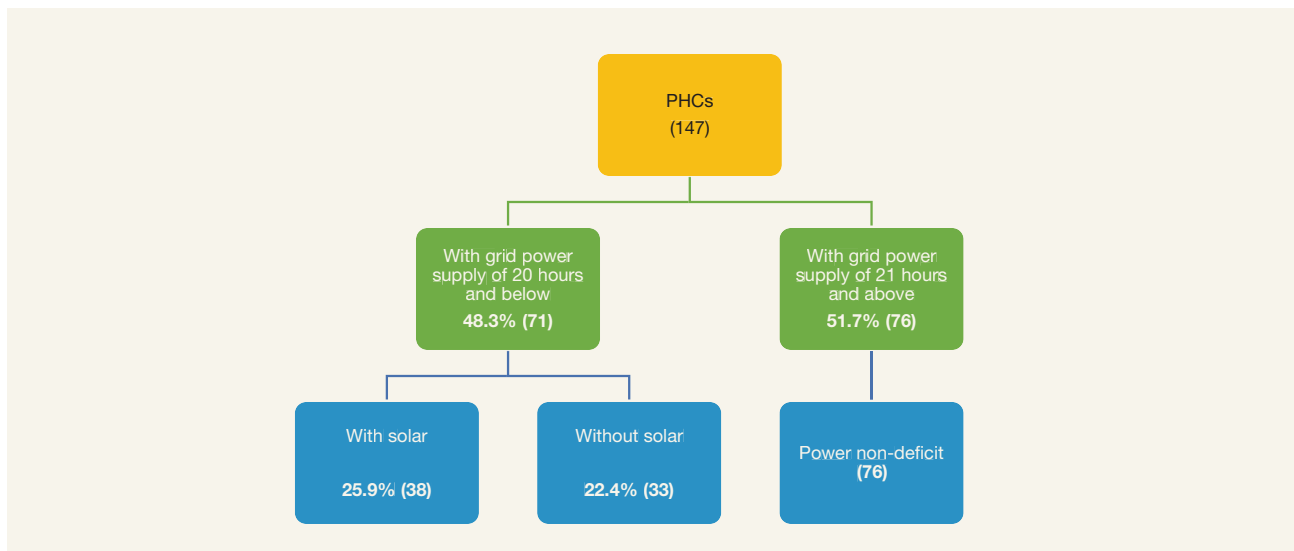 PHCs
(147)
With grid power
supply of 20 hours
and below
48.3% (71)
With grid power
supply of 21 hours
and above
51.7% (76)
With solar
25.9% (38)
Without solar
22.4% (33)
Power non-deficit
(76)